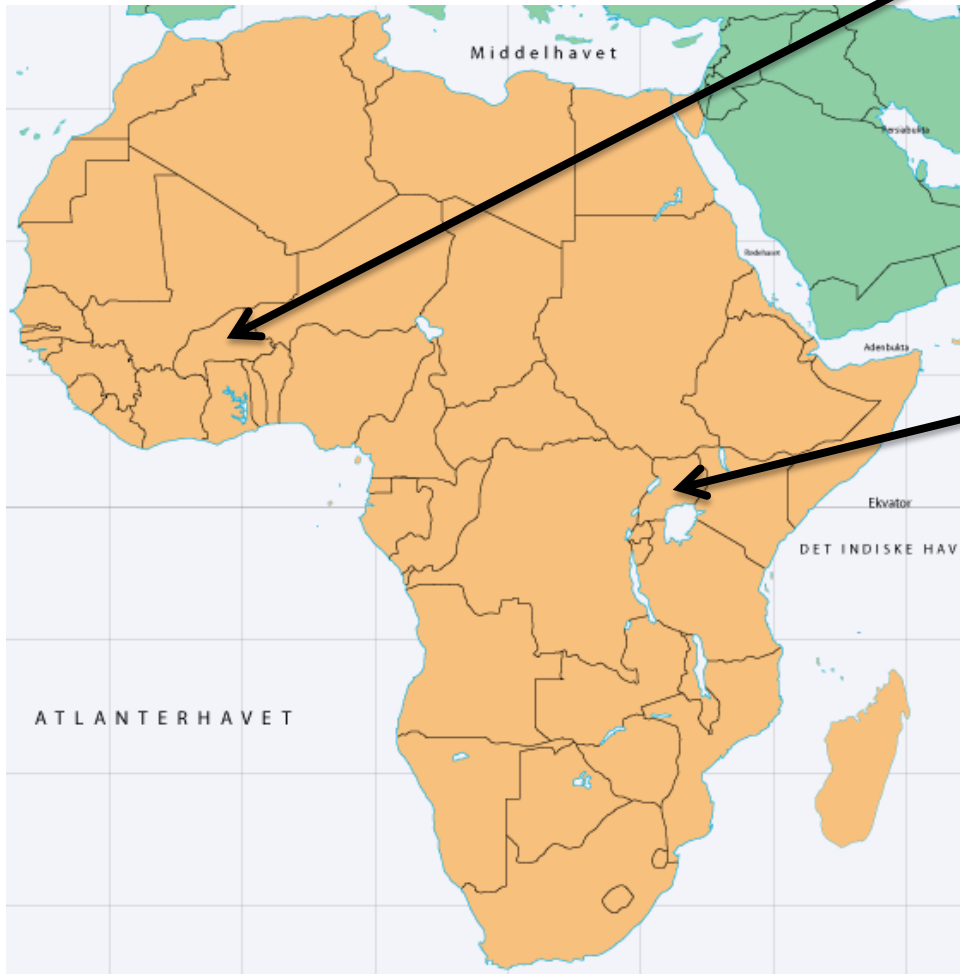 Middelhavet
Persiabukta
Rødehavet
Adenbukta
Ekvator
DET INDISKE HAV
ATLANTERHAVET